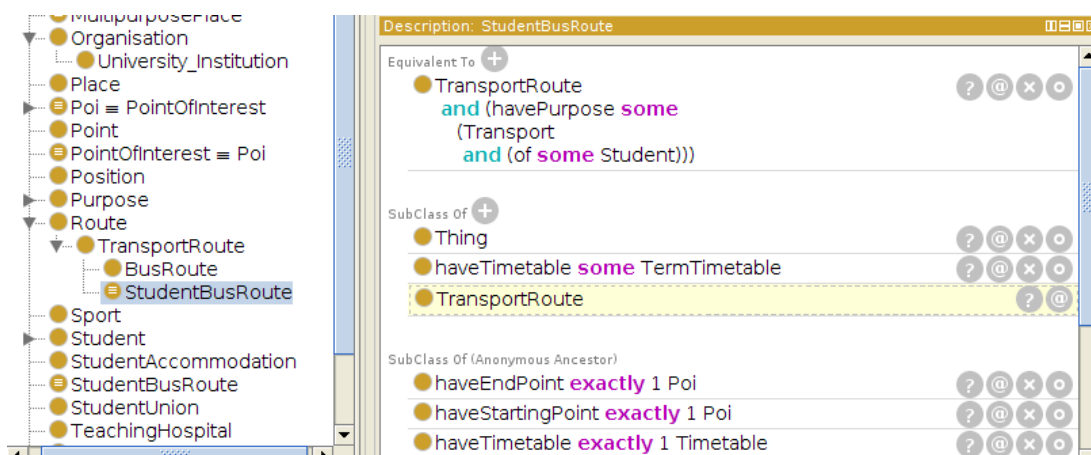 MultipurposePlace
Organisation
University_Institution
Place
Poi ≡ PointOfInterest
Point
PointOfInterest ≡ Poi
Position
Purpose
Route
TransportRoute
BusRoute
StudentBusRoute
Sport
Student
StudentAccommodation
StudentBusRoute
StudentUnion
TeachingHospital
Description: StudentBusRoute
Equivalent To
TransportRoute
and (havePurpose some
(Transport
and (of some Student)))
SubClass Of
Thing
haveTimetable some TermTimetable
TransportRoute
SubClass Of (Anonymous Ancestor)
haveEndPoint exactly 1 Poi
haveStartingPoint exactly 1 Poi
haveTimetable exactly 1 Timetable